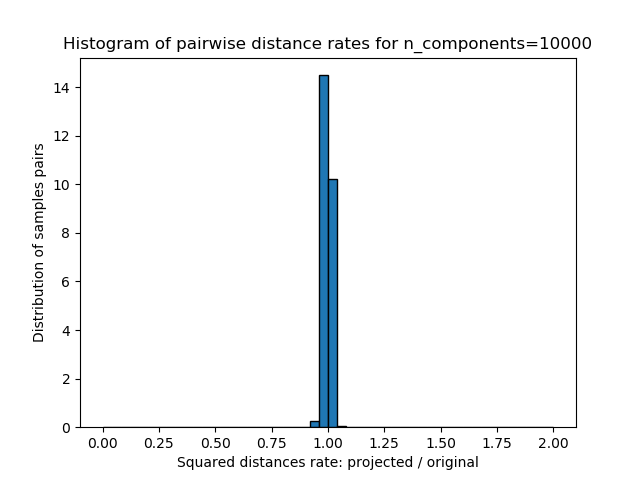 Histogram of pairwise distance rates for n_components=10000
14
12
10
8
6
4
2
0
Distribution of samples pairs
0.00 0.25 0.50 0.75 1.00 1.25 1.50 1.75 2.00
Squared distances rate: projected / original